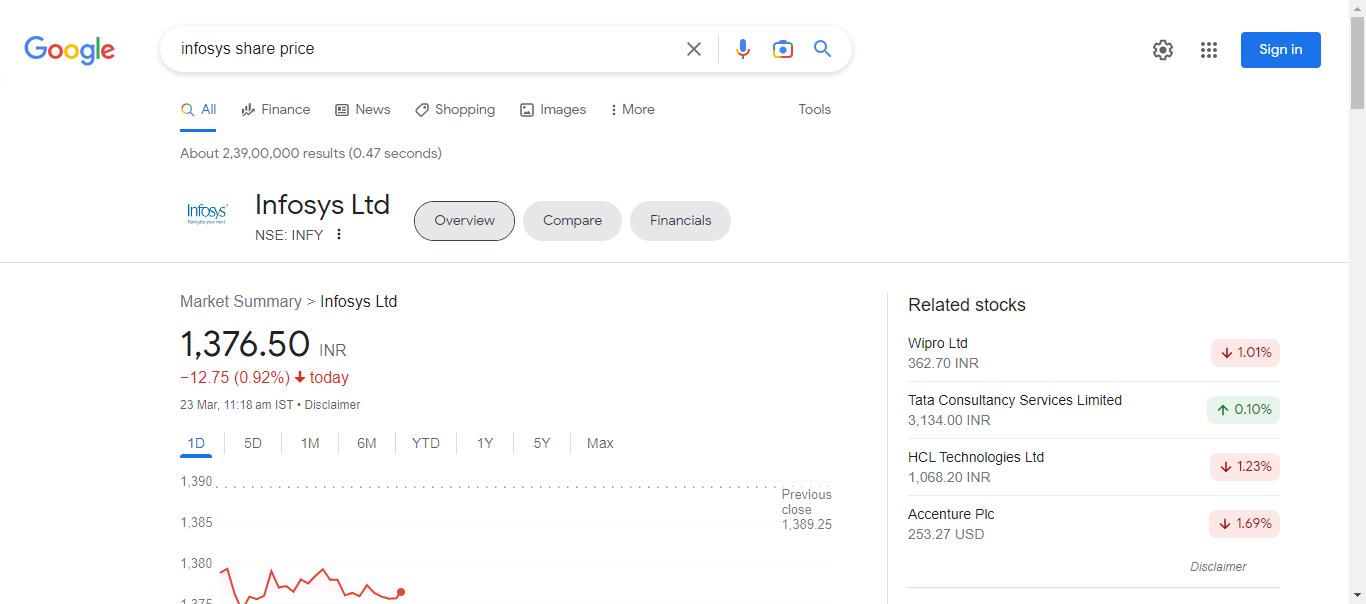 Google
infosys share price
Sign in
All Finance News Shopping Images More Tools
About 2,39,00,000 results (0.47 seconds)
Infosys
Navigate your next
Infosys Ltd
NSE: INFY
Overview Compare Financials
Market Summary > Infosys Ltd
1,376.50 INR
−12.75 (0.92%) today
23 Mar, 11:18 am IST • Disclaimer
1D 5D 1M 6M YTD 1Y 5Y Max
1,390
1,385
1,380
1,375
Previous
close
1,389.25
Related stocks
Wipro Ltd
362.70 INR
1.01%
Tata Consultancy Services Limited
3,134.00 INR
0.10%
HCL Technologies Ltd
1,068.20 INR
1.23%
Accenture Plc
253.27 USD
1.69%
Disclaimer